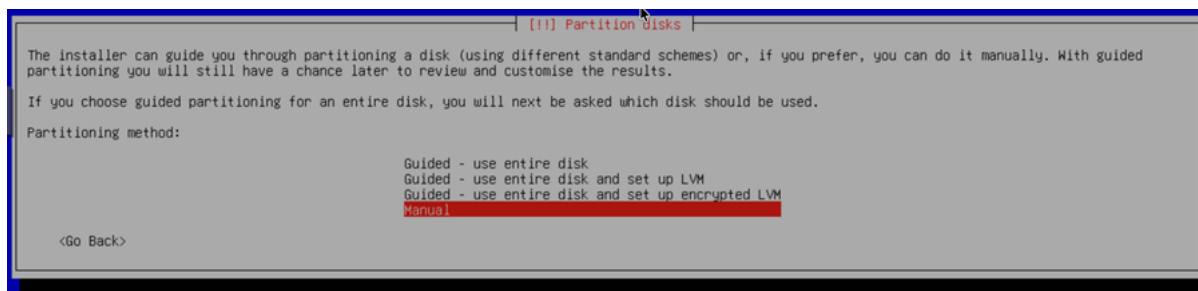 [!!] Partition disks
The installer can guide you through partitioning a disk (using different standard schemes) or, if you prefer, you can do it manually. With guided
partitioning you will still have a chance later to review and customise the results.
If you choose guided partitioning for an entire disk, you will next be asked which disk should be used.
Partitioning method:
Guided - use entire disk
Guided - use entire disk and set up LVM
Guided - use entire disk and set up encrypted LVM
Manual
<Go Back>